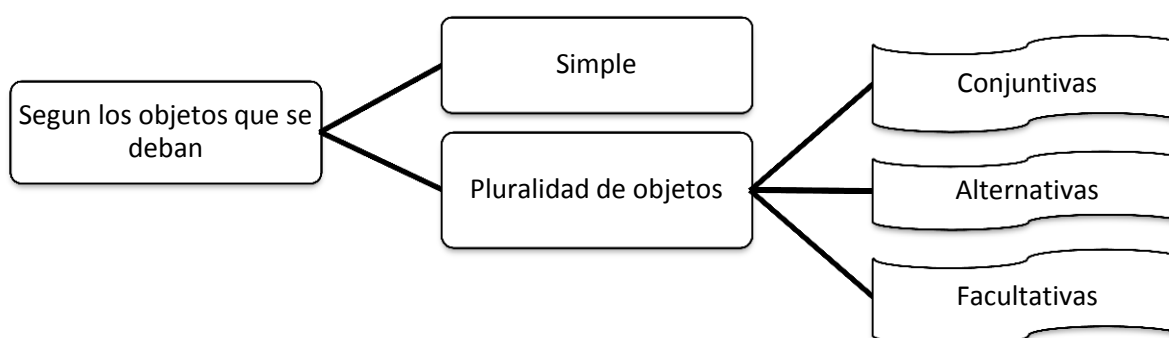 Segun los objetos que se
deban
Simple
Pluralidad de objetos
Conjuntivas
Alternativas
Facultativas